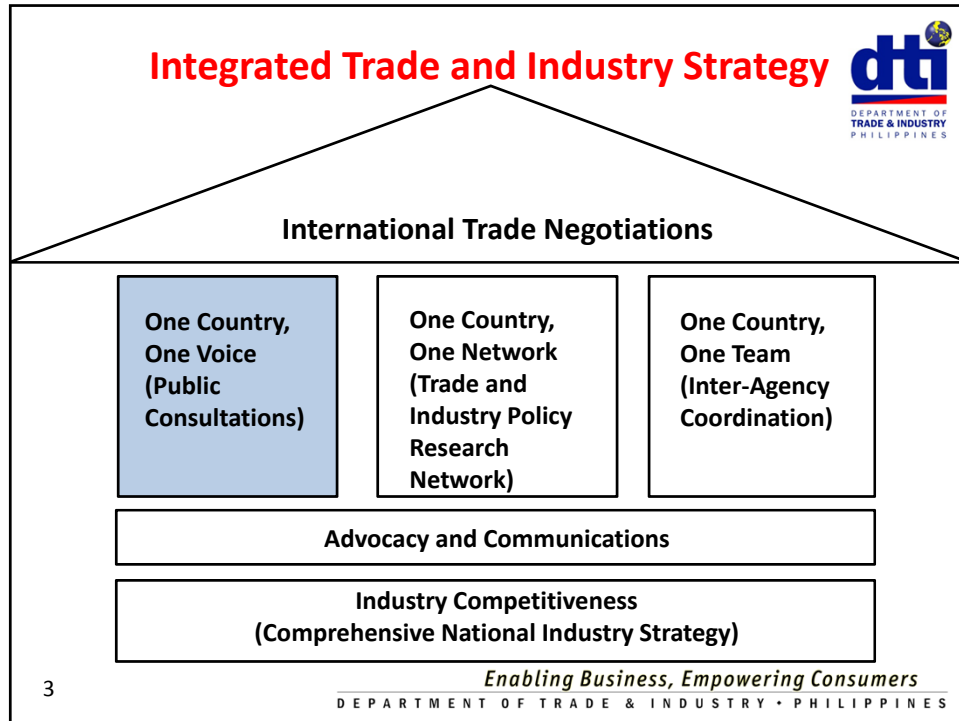 Integrated Trade and Industry Strategy
dti
DEPARTMENT OF
TRADE & INDUSTRY
PHILIPPINES
International Trade Negotiations
One Country,
One Voice
(Public
Consultations)
One Country,
One Network
(Trade and
Industry Policy
Research
Network)
One Country,
One Team
(Inter-Agency
Coordination)
Advocacy and Communications
Industry Competitiveness
(Comprehensive National Industry Strategy)
3
Enabling Business, Empowering Consumers
DEPARTMENT OF TRADE & INDUSTRY • PHILIPPINES